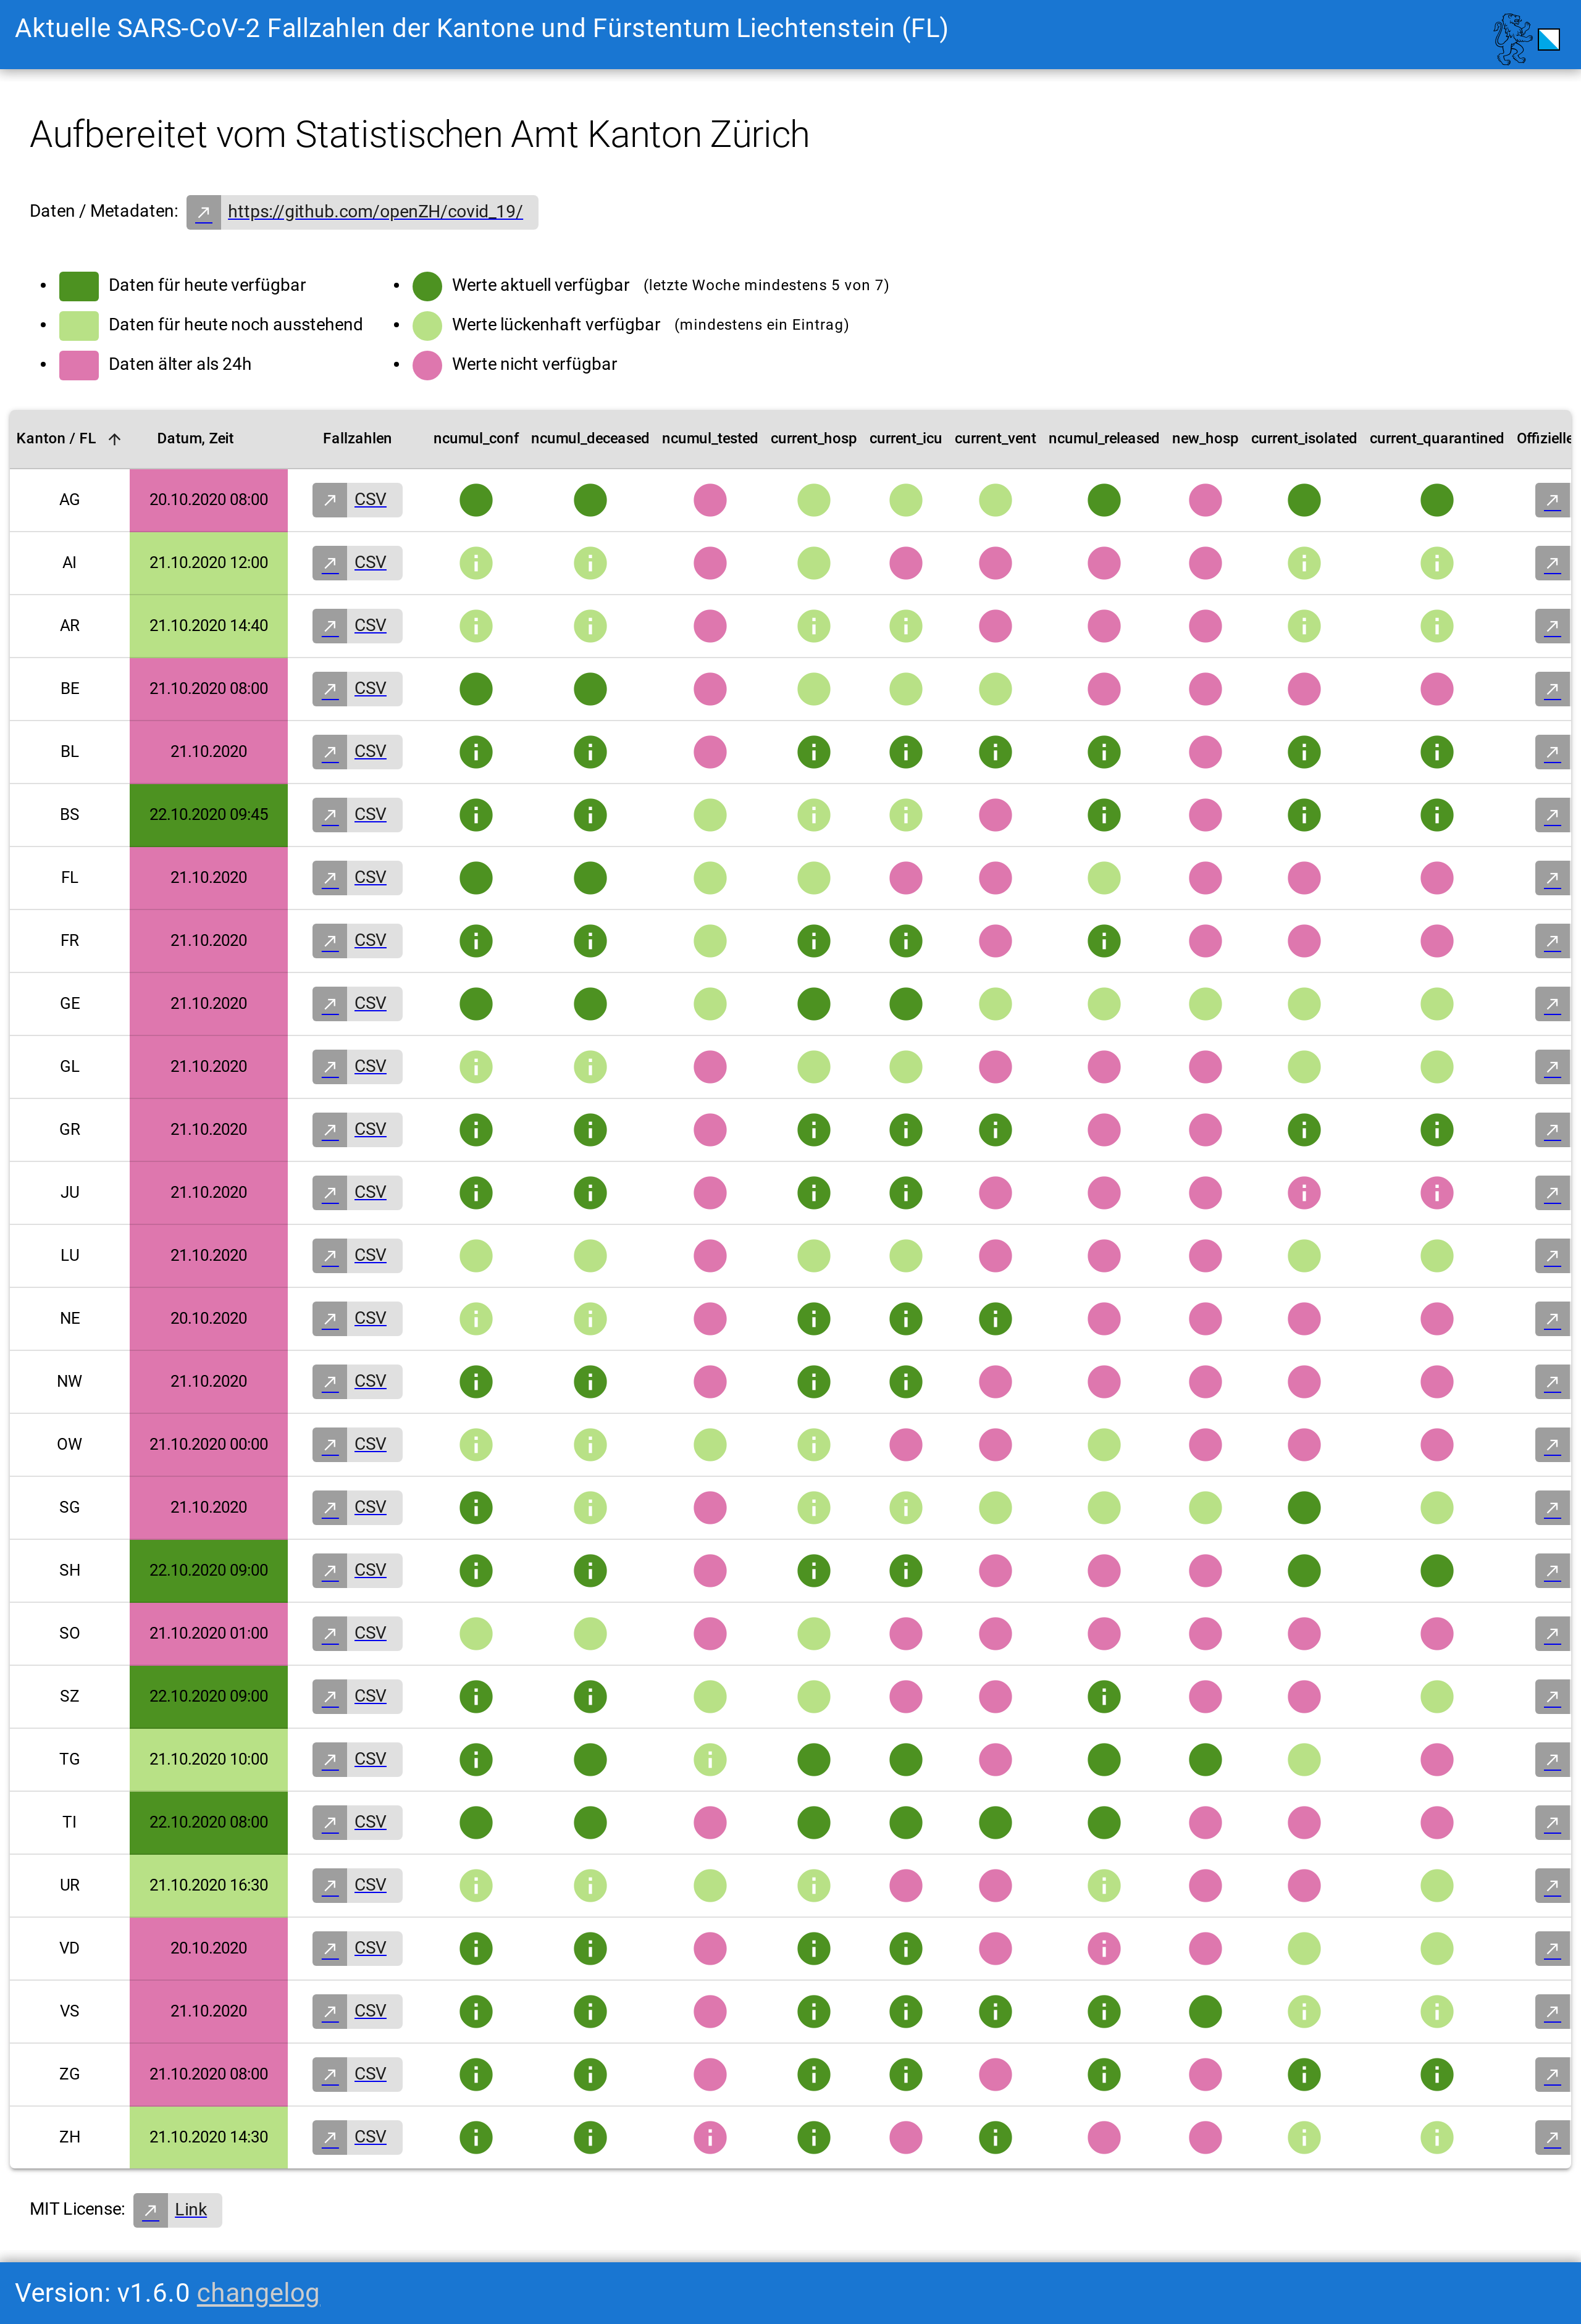 Aktuelle SARS-CoV-2 Fallzahlen der Kantone und Fürstentum Liechtenstein (FL)
Aufbereitet vom Statistischen Amt Kanton Zürich
Daten / Metadaten: https://github.com/openZH/covid_19/
Daten für heute verfügbar
Daten für heute noch ausstehend
Daten älter als 24h
Werte aktuell verfügbar (letzte Woche mindestens 5 von 7)
Werte lückenhaft verfügbar (mindestens ein Eintrag)
Werte nicht verfügbar
Kanton / FL Datum, Zeit Fallzahlen ncumul_conf ncumul_deceased ncumul_tested current_hosp current_icu current_vent ncumul_released new_hosp current_isolated current_quarantined Offizielle
AG 20.10.2020 08:00 CSV
AI 21.10.2020 12:00 CSV
AR 21.10.2020 14:40 CSV
BE 21.10.2020 08:00 CSV
BL 21.10.2020 CSV
BS 22.10.2020 09:45 CSV
FL 21.10.2020 CSV
FR 21.10.2020 CSV
GE 21.10.2020 CSV
GL 21.10.2020 CSV
GR 21.10.2020 CSV
JU 21.10.2020 CSV
LU 21.10.2020 CSV
NE 20.10.2020 CSV
NW 21.10.2020 CSV
OW 21.10.2020 00:00 CSV
SG 21.10.2020 CSV
SH 22.10.2020 09:00 CSV
SO 21.10.2020 01:00 CSV
SZ 22.10.2020 09:00 CSV
TG 21.10.2020 10:00 CSV
TI 22.10.2020 08:00 CSV
UR 21.10.2020 16:30 CSV
VD 20.10.2020 CSV
VS 21.10.2020 CSV
ZG 21.10.2020 08:00 CSV
ZH 21.10.2020 14:30 CSV
MIT License: Link
Version: v1.6.0 changelog